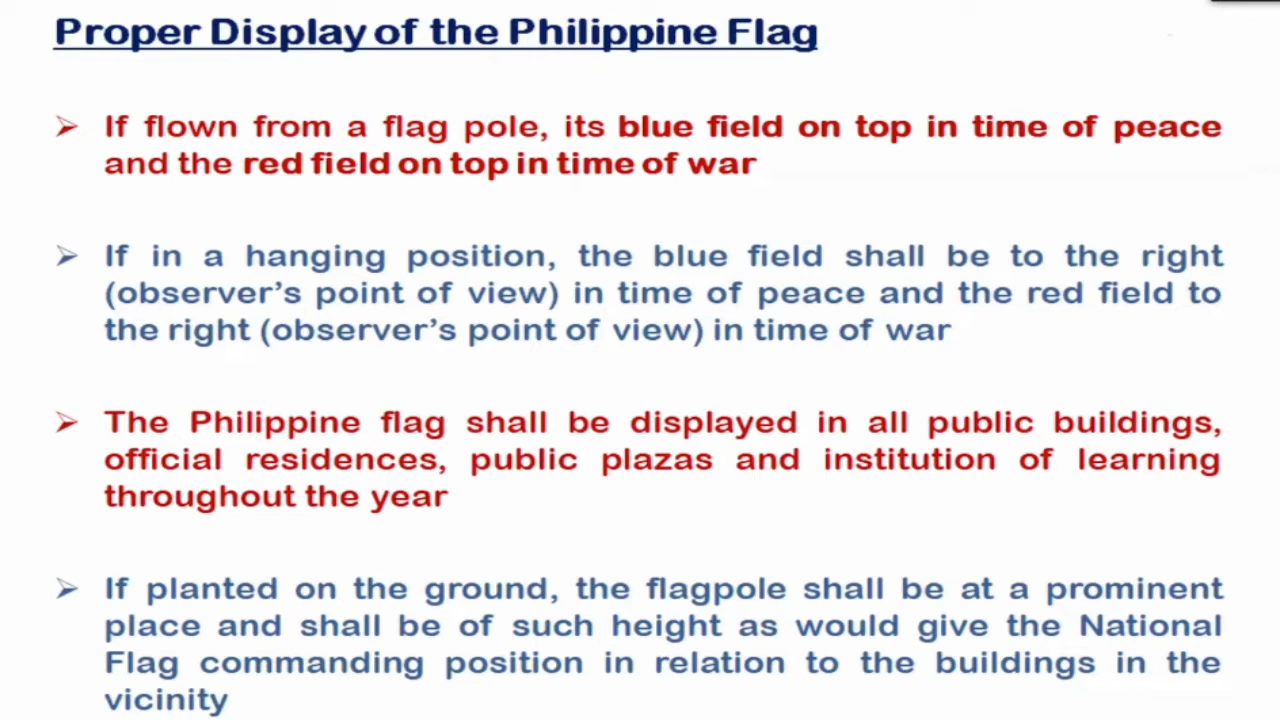 Proper Display of the Philippine Flag
➢ If flown from a flag pole, its blue field on top in time of peace
and the red field on top in time of war
➢ If in a hanging position, the blue field shall be to the right
(observer's point of view) in time of peace and the red field to
the right (observer's point of view) in time of war
➢ The Philippine flag shall be displayed in all public buildings,
official residences, public plazas and institution of learning
throughout the year
➢ If planted on the ground, the flagpole shall be at a prominent
place and shall be of such height as would give the National
Flag commanding position in relation to the buildings in the
vicinity